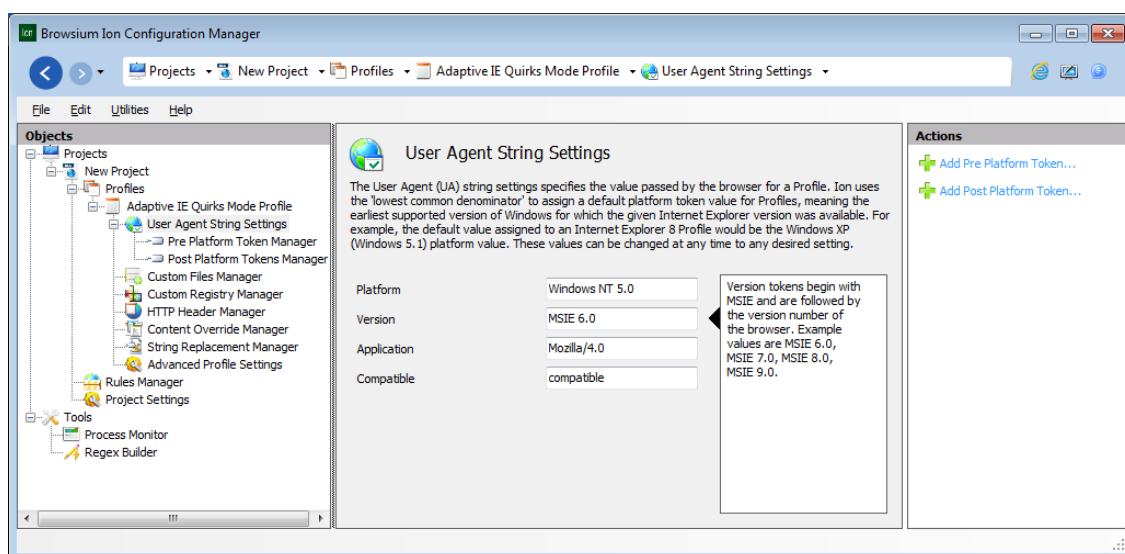 Ion Browsium Ion Configuration Manager
Projects New Project Profiles Adaptive IE Quirks Mode Profile User Agent String Settings
File Edit Utilities Help
Objects
Projects
New Project
Profiles
Adaptive IE Quirks Mode Profile
User Agent String Settings
Pre Platform Token Manager
Post Platform Tokens Manager
Custom Files Manager
Custom Registry Manager
HTTP Header Manager
Content Override Manager
String Replacement Manager
Advanced Profile Settings
Rules Manager
Project Settings
Tools
Process Monitor
Regex Builder
User Agent String Settings
The User Agent (UA) string settings specifies the value passed by the browser for a Profile. Ion uses
the 'lowest common denominator' to assign a default platform token value for Profiles, meaning the
earliest supported version of Windows for which the given Internet Explorer version was available. For
example, the default value assigned to an Internet Explorer 8 Profile would be the Windows XP
(Windows 5.1) platform value. These values can be changed at any time to any desired setting.
Platform Windows NT 5.0
Version MSIE 6.0
Application Mozilla/4.0
Compatible compatible
Version tokens begin with
MSIE and are followed by
the version number of
the browser. Example
values are MSIE 6.0,
MSIE 7.0, MSIE 8.0,
MSIE 9.0.
Actions
Add Pre Platform Token...
Add Post Platform Token...